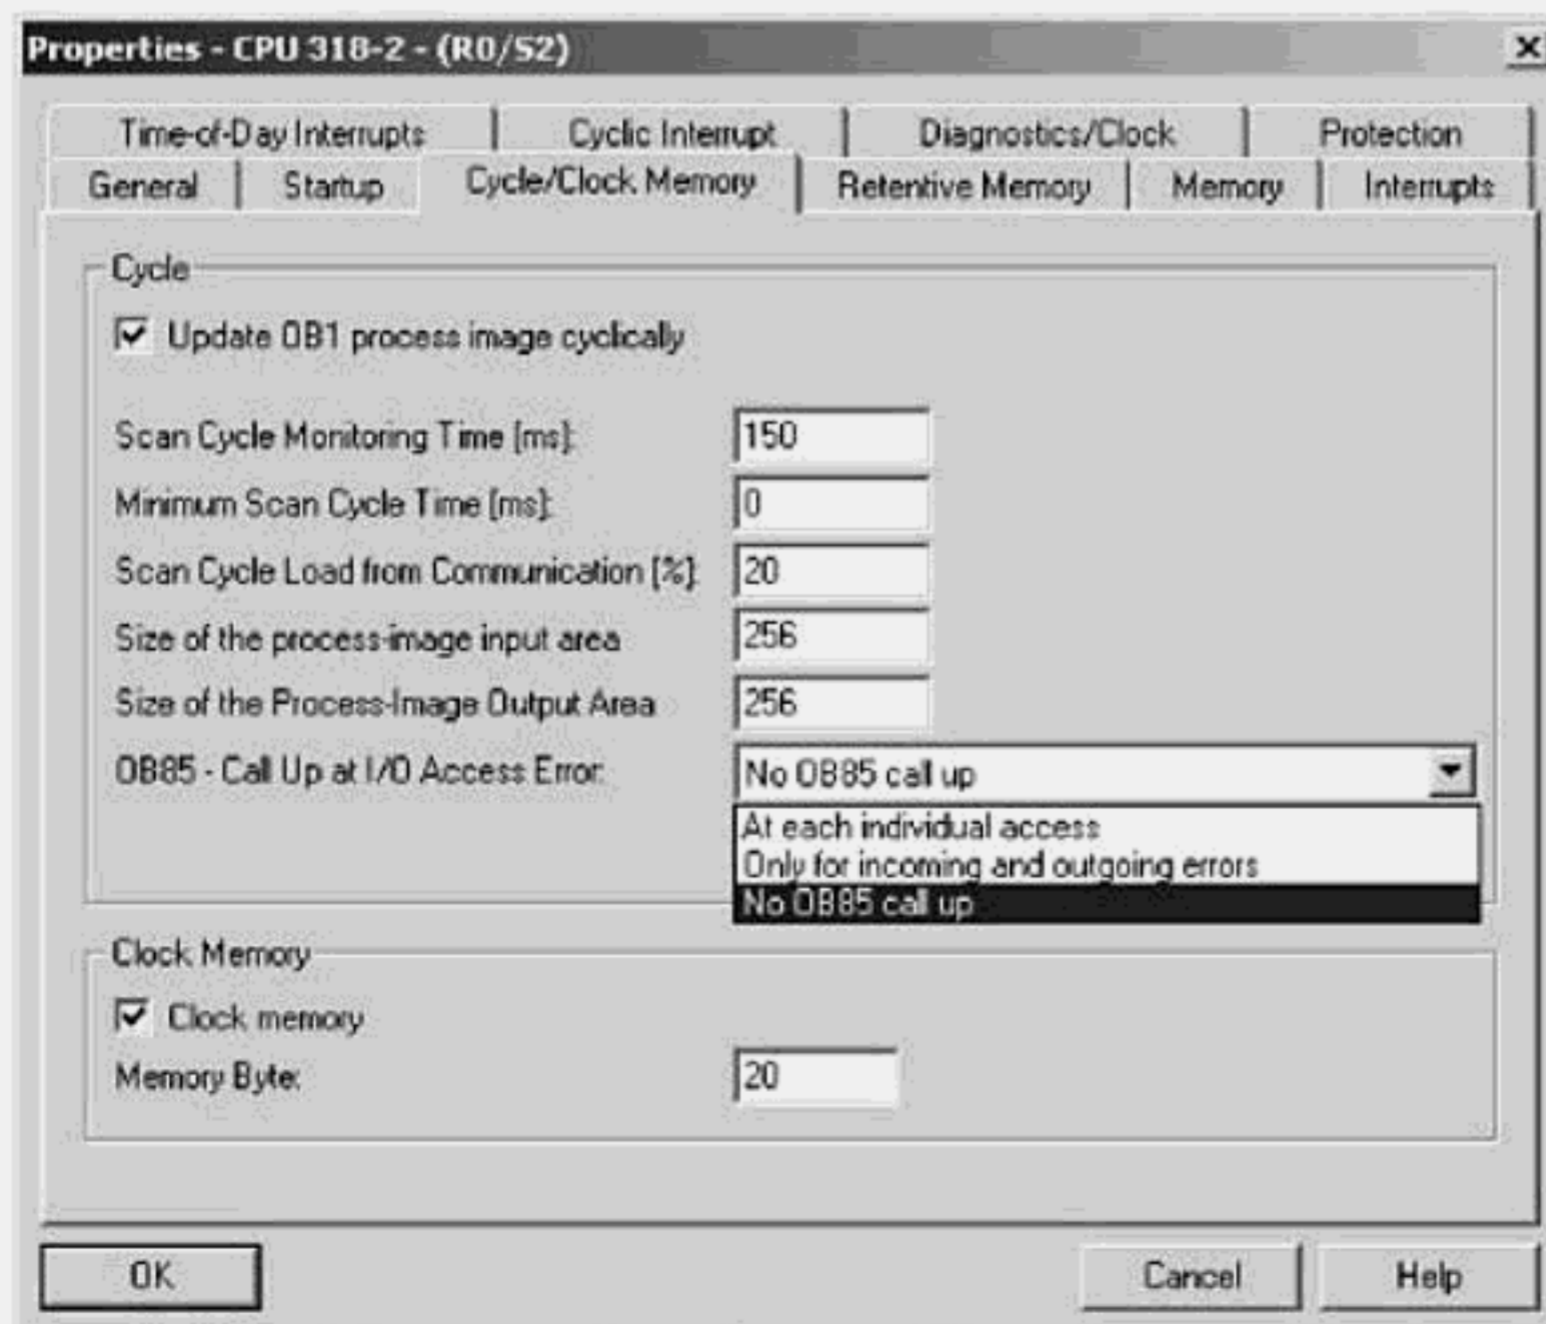 Properties - CPU 318-2 - (R0/S2)
Time-of-Day Interrupts Cyclic Interrupt Diagnostics/Clock Protection
General Startup Cycle/Clock Memory Retentive Memory Memory Interrupts
Cycle
Update OB1 process image cyclically
Scan Cycle Monitoring Time [ms]: 150
Minimum Scan Cycle Time [ms]: 0
Scan Cycle Load from Communication [%]: 20
Size of the process-image input area 256
Size of the Process-Image Output Area 256
OB85 - Call Up at I/O Access Error: No OB85 call up
At each individual access
Only for incoming and outgoing errors
No OB85 call up
Clock Memory
Clock memory
Memory Byte: 20
OK Cancel Help